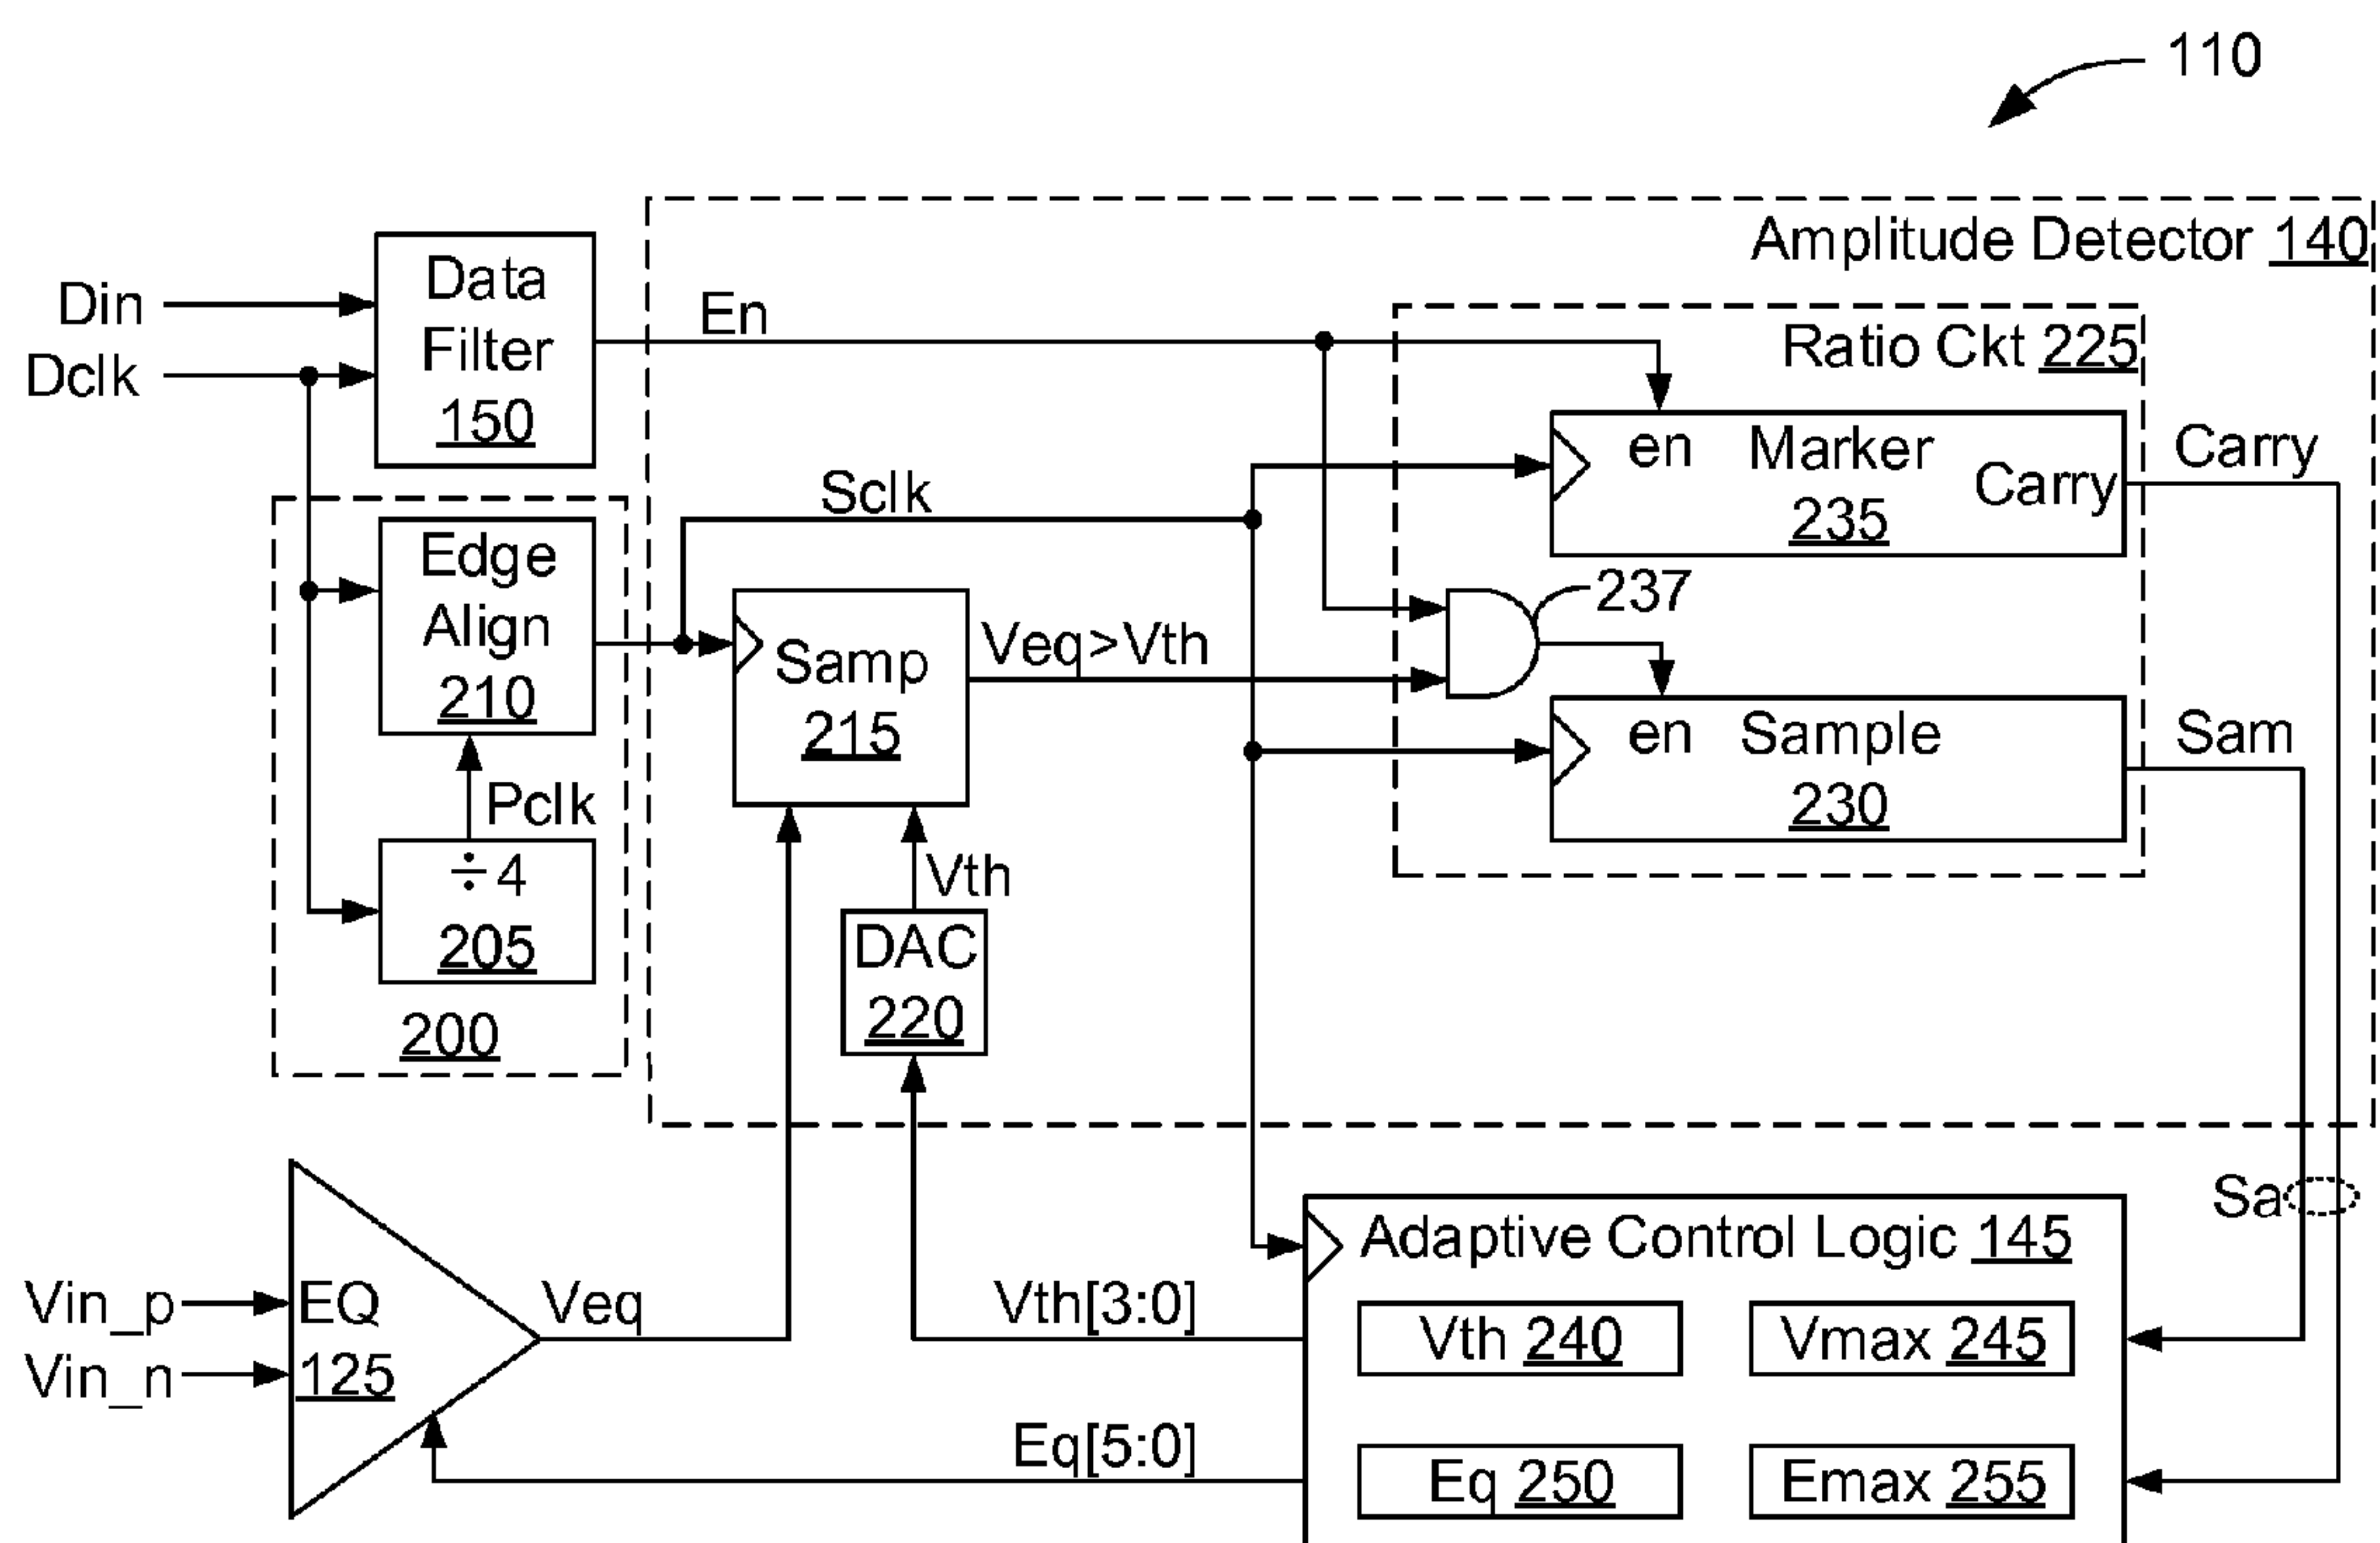 110
Amplitude Detector 140
Din
Dclk
Data
Filter
150
En
Ratio Ckt 225
en Marker
Carry
235
Carry
Sclk
Edge
Align
210
Samp
215
Veq>Vth
237
en Sample
230
Sam
Pclk
÷4
205
200
Vth
DAC
220
Sa
Adaptive Control Logic 145
Vin_p
Vin_n
EQ
125
Veq
Vth[3:0]
Vth 240
Vmax 245
Eq[5:0]
Eq 250
Emax 255